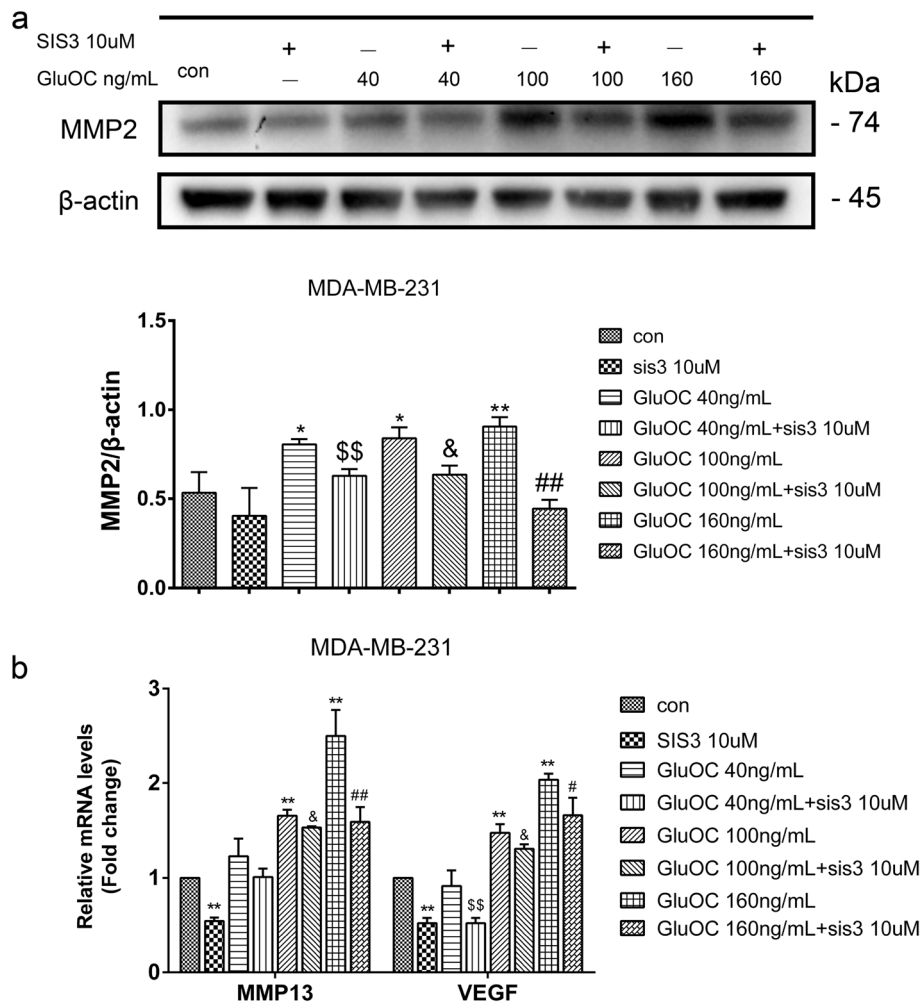 a
SIS3 10uM + — + — + — +
GluOC ng/mL con — 40 40 100 100 160 160 kDa
MMP2 - 74
β-actin - 45
MDA-MB-231
MMP2/β-actin
1.5
1.0
0.5
0.0
* $$ * & ** ##
con
sis3 10uM
GluOC 40ng/mL
GluOC 40ng/mL+sis3 10uM
GluOC 100ng/mL
GluOC 100ng/mL+sis3 10uM
GluOC 160ng/mL
GluOC 160ng/mL+sis3 10uM
b
MDA-MB-231
Relative mRNA levels
(Fold change)
3
2
1
0
** ** & ** ## ** $$ ** & ** #
MMP13 VEGF
con
SIS3 10uM
GluOC 40ng/mL
GluOC 40ng/mL+sis3 10uM
GluOC 100ng/mL
GluOC 100ng/mL+sis3 10uM
GluOC 160ng/mL
GluOC 160ng/mL+sis3 10uM